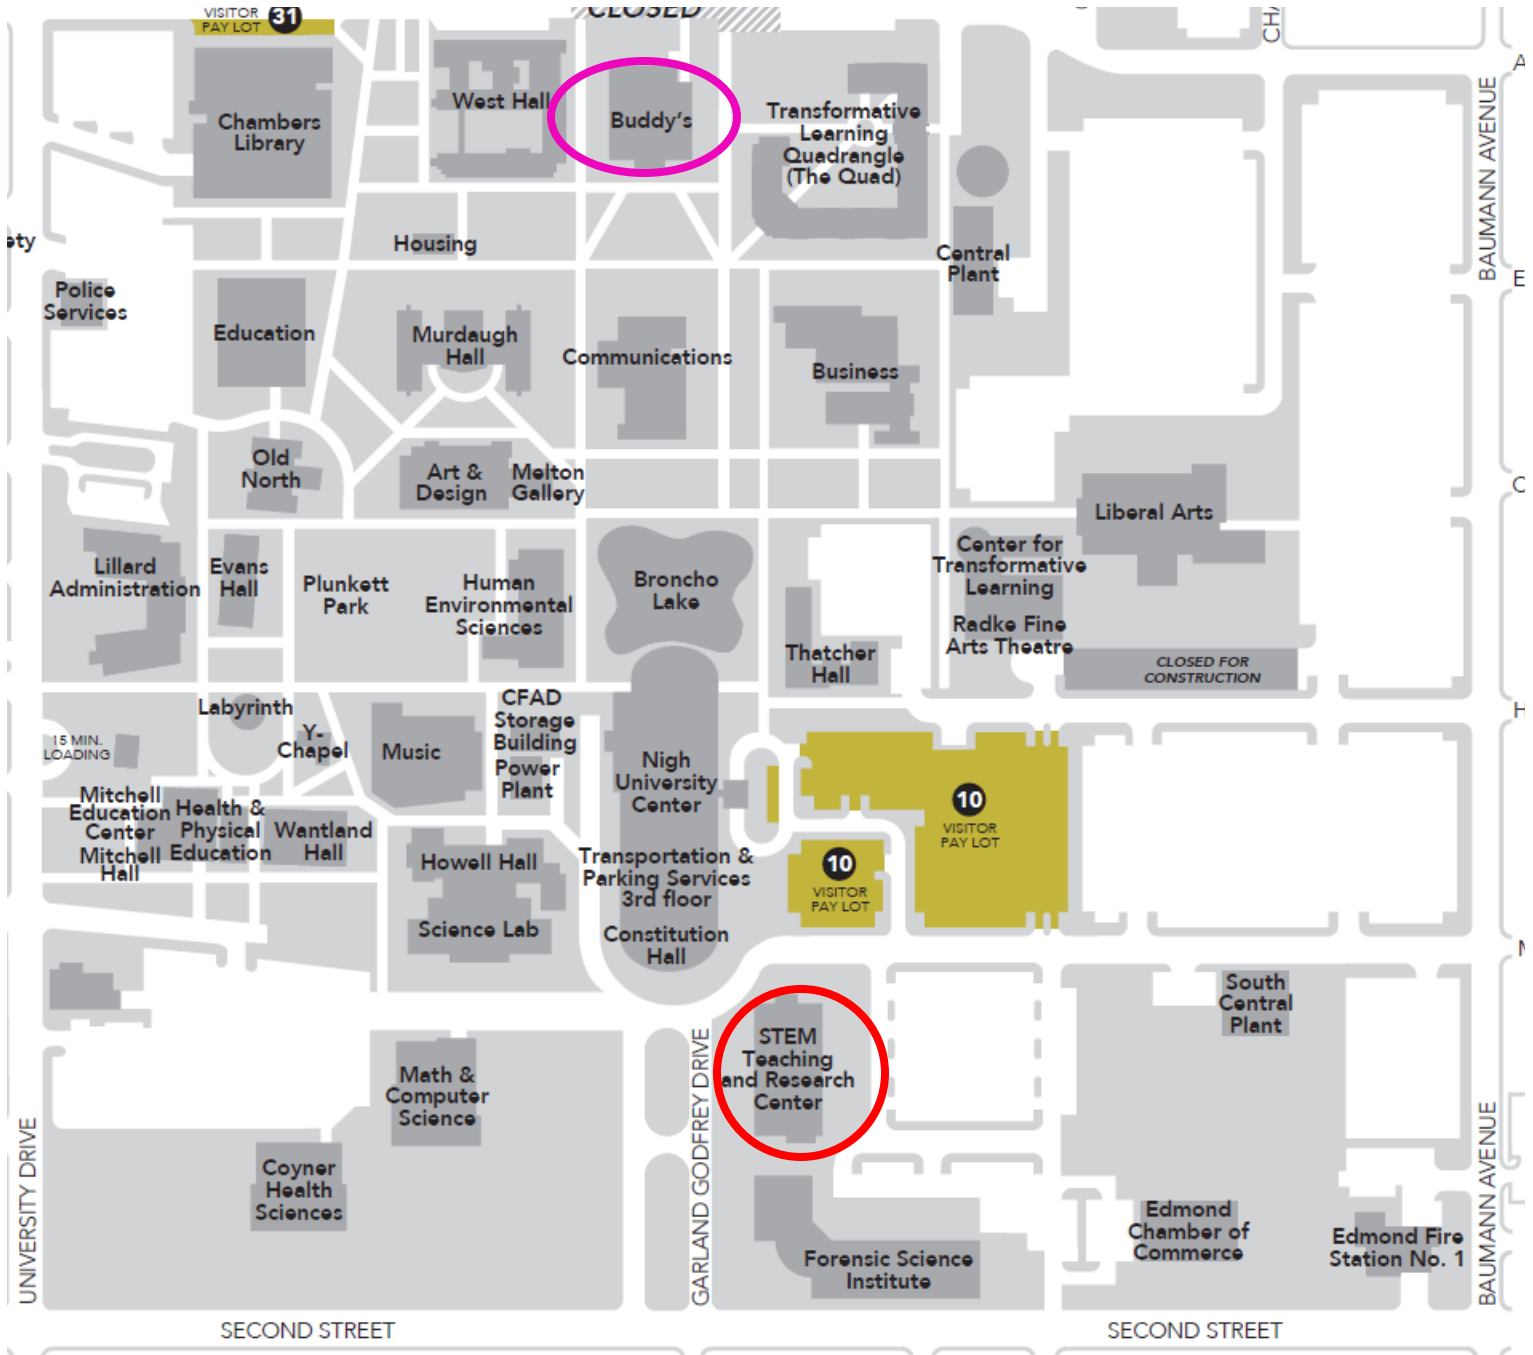 CLOSED
VISITOR
PAY LOT
31
West Hall
Buddy's
Chambers
Library
Transformative
Learning
Quadrangle
(The Quad)
BAUMANN AVENUE
A
Housing
Central
Plant
ety
Police
Services
E
Education
Murdaugh
Hall
Communications
Business
Old
North
Art &
Design
Melton
Gallery
Liberal Arts
Lillard
Administration
Evans
Hall
Plunkett
Park
Human
Environmental
Sciences
Broncho
Lake
Center for
Transformative
Learning
Radke Fine
Arts Theatre
Thatcher
Hall
CLOSED FOR
CONSTRUCTION
Labyrinth
Y-
Chapel
CFAD
Storage
Building
H
15 MIN.
LOADING
Music
Power
Plant
Nigh
University
Center
10
VISITOR
PAY LOT
Mitchell
Education
Center
Mitchell
Hall
Health &
Physical
Education
Wantland
Hall
Howell Hall
Transportation &
Parking Services
3rd floor
10
VISITOR
PAY LOT
Science Lab
Constitution
Hall
South
Central
Plant
STEM
Teaching
and Research
Center
GARLAND GODFREY DRIVE
Math &
Computer
Science
UNIVERSITY DRIVE
Coyner
Health
Sciences
BAUMANN AVENUE
Forensic Science
Institute
Edmond
Chamber of
Commerce
Edmond Fire
Station No. 1
SECOND STREET
SECOND STREET